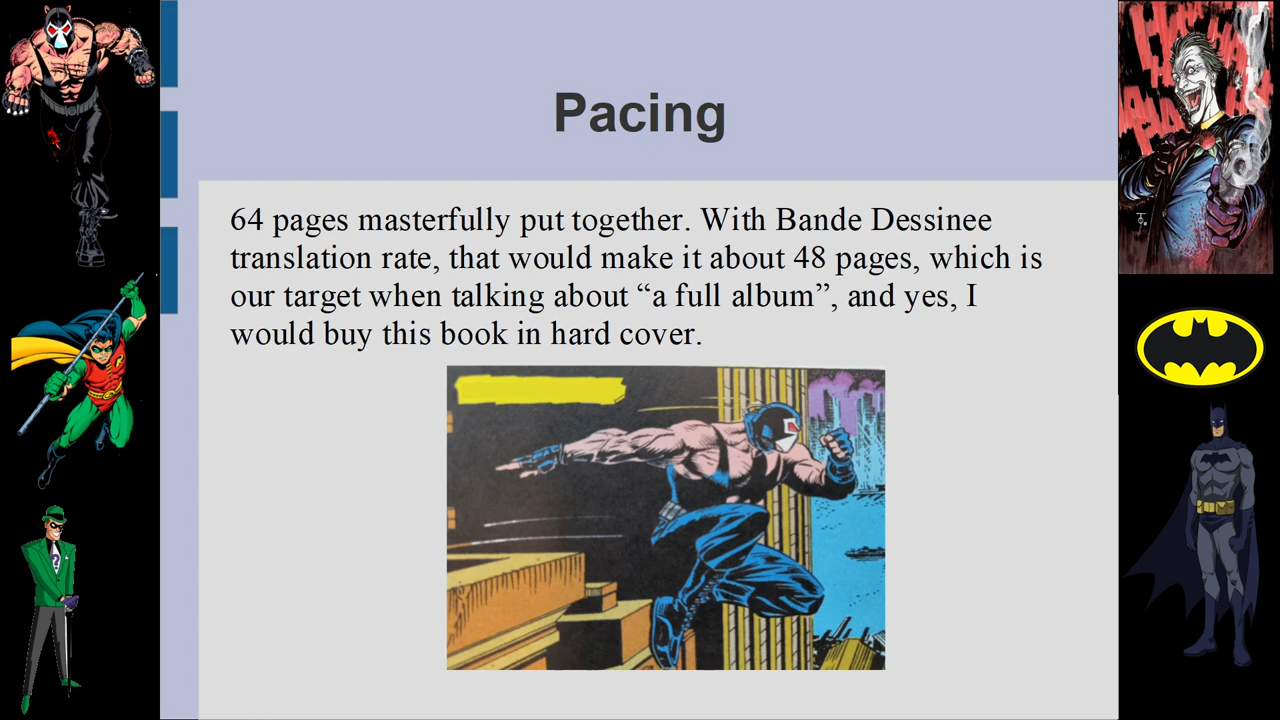 Pacing
64 pages masterfully put together. With Bande Dessinee
translation rate, that would make it about 48 pages, which is
our target when talking about “a full album”, and yes, I
would buy this book in hard cover.